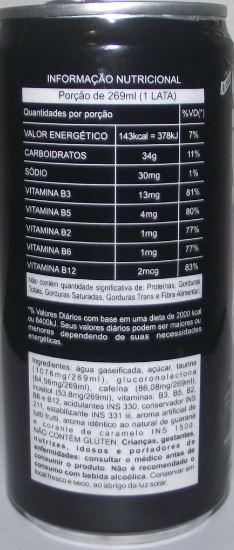 INFORMAÇÃO NUTRICIONAL
Porção de 269ml (1 LATA)
Quantidades por porção %VD(*)
VALOR ENERGÉTICO 143kcal = 378kJ 7%
CARBOIDRATOS 34g 11%
SÓDIO 30mg 1%
VITAMINA B3 13mg 81%
VITAMINA B5 4mg 80%
VITAMINA B2 1mg 77%
VITAMINA B6 1mg 77%
VITAMINA B12 2mcg 83%
Não contém quantidade significativa de: Proteínas, Gorduras
Totais, Gorduras Saturadas, Gorduras Trans e Fibra Alimentar.
*% Valores Diários com base em uma dieta de 2000 kcal
ou 8400kJ. Seus valores diários podem ser maiores ou
menores dependendo de suas necessidades
energéticas.
Ingredientes: água gaseificada, açúcar, taurina
(1076mg/269ml), glucoronolactona
(64,56mg/269ml), cafeína (86,08mg/269ml),
inositol (53,8mg/269ml), vitaminas: B3, B5, B2,
B6 e B12, acidulantes INS 330, conservador INS
211, estabilizante INS 331 iii, aroma artificial de
tutti frutti, aroma idêntico ao natural de guaraná
e corante de caramelo INS 150d
NÃO CONTÉM GLÚTEN. Crianças, gestantes,
nutrizes, idosos e portadores de
enfermidades: consultar o médico antes de
consumir o produto. Não é recomendado o
consumo com bebida alcoólica. Conservar em
local fresco e seco, ao abrigo da luz solar.